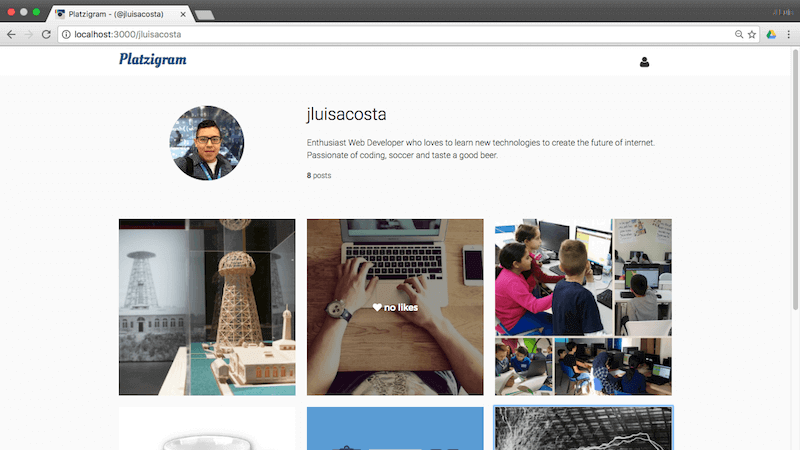 Platzigram - (@jluisacosta)
localhost:3000/jluisacosta
Platzigram
jluisacosta
Enthusiast Web Developer who loves to learn new technologies to create the future of internet.
Passionate of coding, soccer and taste a good beer.
8 posts
no likes